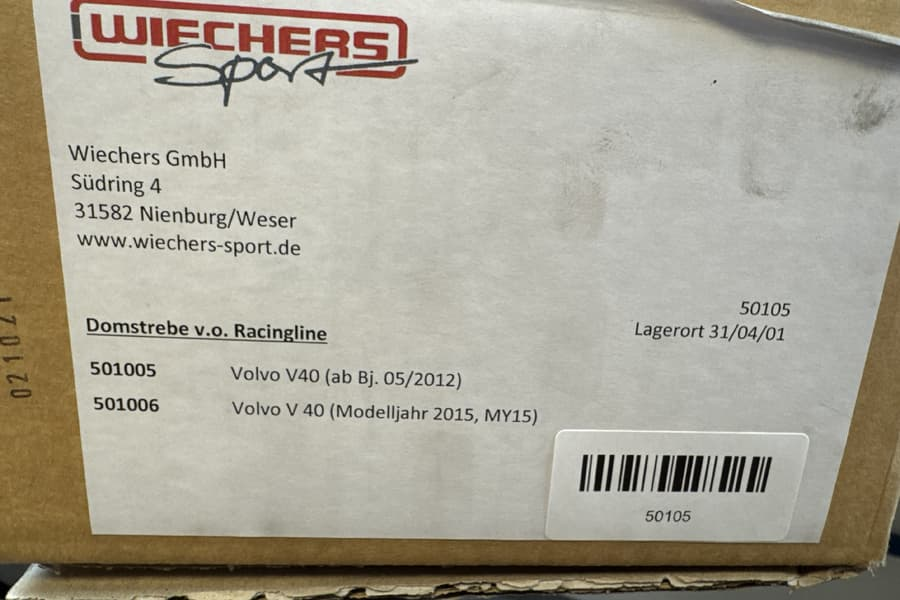 WIECHERS
Sport
Wiechers GmbH
Südring 4
31582 Nienburg/Weser
www.wiechers-sport.de
50105
Lagerort 31/04/01
Domstrebe v.o. Racingline
501005 Volvo V40 (ab Bj. 05/2012)
501006 Volvo V 40 (Modelljahr 2015, MY15)
50105